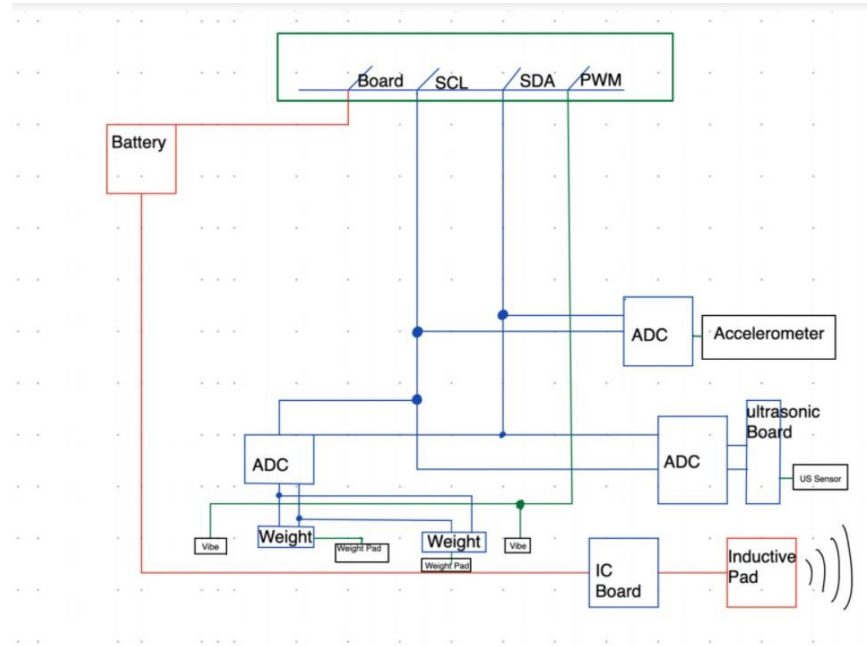 Board SCL SDA PWM
Battery
ADC Accelerometer
ultrasonic
Board
ADC
ADC
US Sensor
Weight
Weight Pad
Weight
Weight Pad
Vibe
Vibe
IC
Board
Inductive
Pad